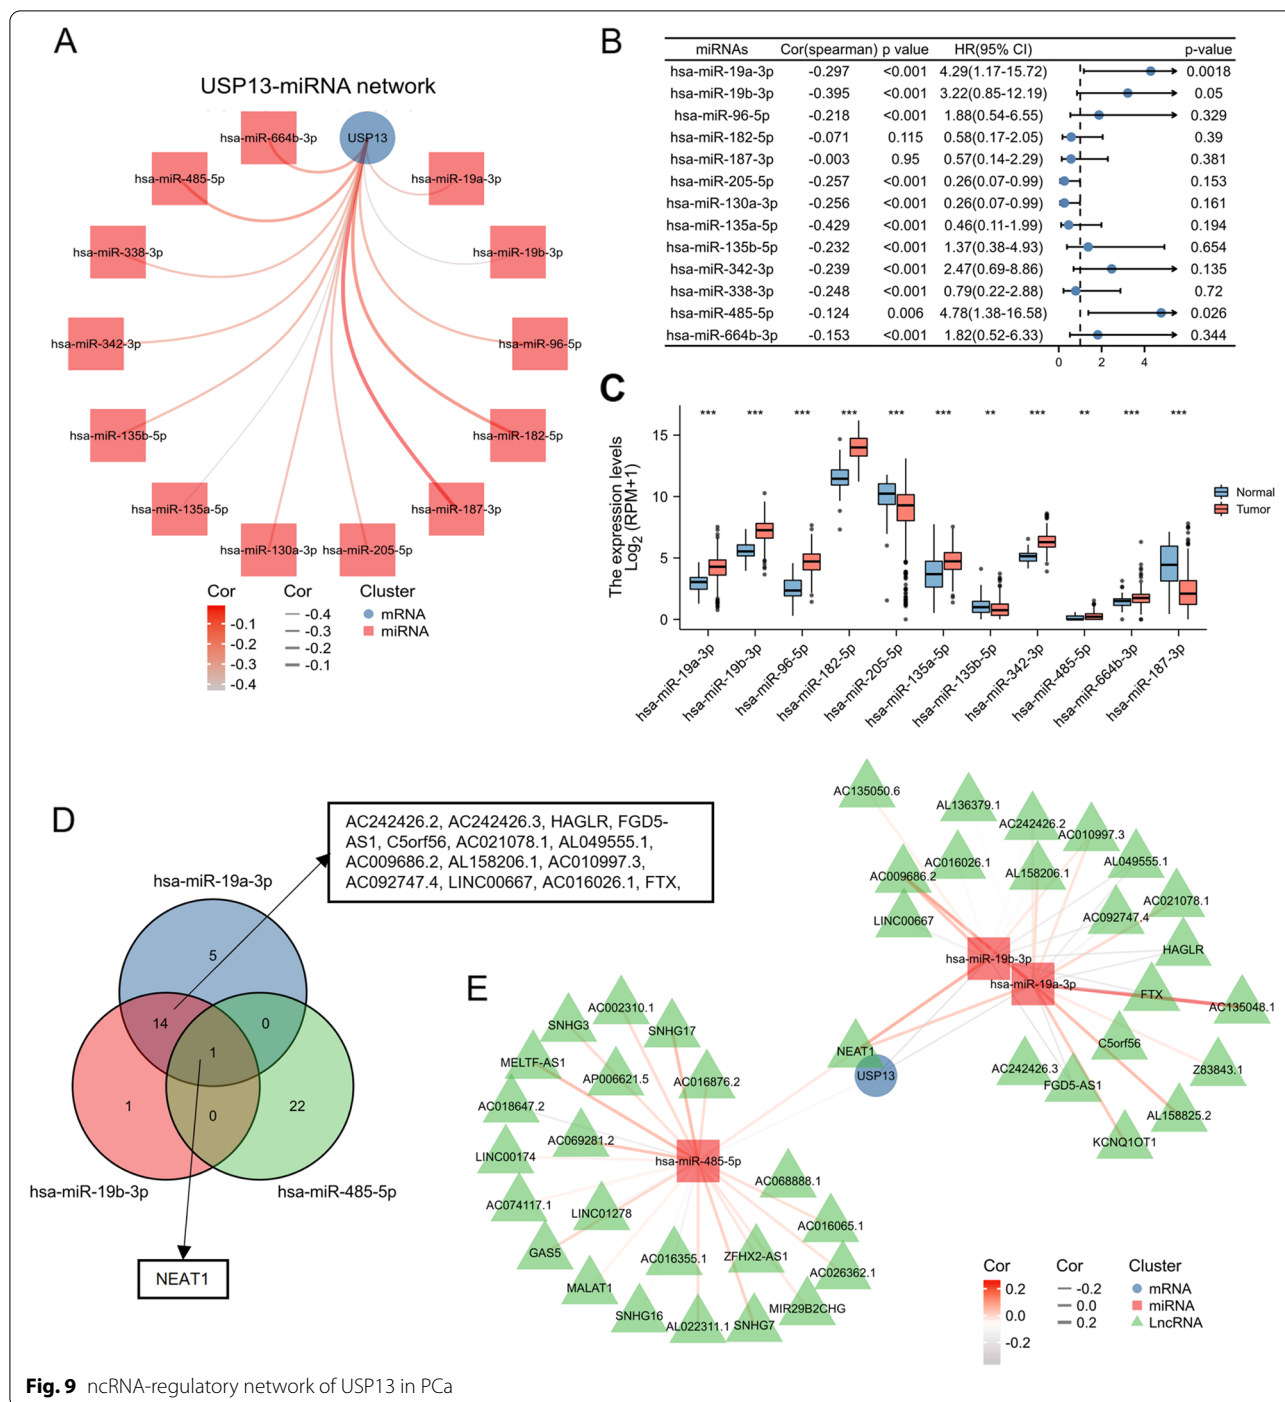 A
USP13-miRNA network
hsa-miR-664b-3p
USP13
hsa-miR-485-5p
hsa-miR-19a-3p
hsa-miR-338-3p
hsa-miR-19b-3p
hsa-miR-342-3p
hsa-miR-96-5p
hsa-miR-135b-5p
hsa-miR-182-5p
hsa-miR-135a-5p
hsa-miR-187-3p
hsa-miR-130a-3p
hsa-miR-205-5p
Cor
-0.1
-0.2
-0.3
-0.4
Cor
-0.4
-0.3
-0.2
-0.1
Cluster
mRNA
miRNA
B
miRNAs Cor(spearman) p value HR(95% CI) p-value
hsa-miR-19a-3p -0.297 <0.001 4.29(1.17-15.72) 0.0018
hsa-miR-19b-3p -0.395 <0.001 3.22(0.85-12.19) 0.05
hsa-miR-96-5p -0.218 <0.001 1.88(0.54-6.55) 0.329
hsa-miR-182-5p -0.071 0.115 0.58(0.17-2.05) 0.39
hsa-miR-187-3p -0.003 0.95 0.57(0.14-2.29) 0.381
hsa-miR-205-5p -0.257 <0.001 0.26(0.07-0.99) 0.153
hsa-miR-130a-3p -0.256 <0.001 0.26(0.07-0.99) 0.161
hsa-miR-135a-5p -0.429 <0.001 0.46(0.11-1.99) 0.194
hsa-miR-135b-5p -0.232 <0.001 1.37(0.38-4.93) 0.654
hsa-miR-342-3p -0.239 <0.001 2.47(0.69-8.86) 0.135
hsa-miR-338-3p -0.248 <0.001 0.79(0.22-2.88) 0.72
hsa-miR-485-5p -0.124 0.006 4.78(1.38-16.58) 0.026
hsa-miR-664b-3p -0.153 <0.001 1.82(0.52-6.33) 0.344
0 2 4
C
*** *** *** *** *** *** ** *** ** *** ***
The expression levels
Log2 (RPM+1)
15
10
5
0
Normal
Tumor
hsa-miR-19a-3p
hsa-miR-19b-3p
hsa-miR-96-5p
hsa-miR-182-5p
hsa-miR-205-5p
hsa-miR-135a-5p
hsa-miR-135b-5p
hsa-miR-342-3p
hsa-miR-485-5p
hsa-miR-664b-3p
hsa-miR-187-3p
D
AC242426.2, AC242426.3, HAGLR, FGD5-
AS1, C5orf56, AC021078.1, AL049555.1,
AC009686.2, AL158206.1, AC010997.3,
AC092747.4, LINC00667, AC016026.1, FTX,
hsa-miR-19a-3p
5
14
0
1
1
0
22
hsa-miR-19b-3p
hsa-miR-485-5p
NEAT1
E
AC135050.6
AL136379.1
AC242426.2
AC010997.3
AC016026.1
AL049555.1
AC009686.2
AL158206.1
AC021078.1
LINC00667
AC092747.4
HAGLR
hsa-miR-19b-3p
hsa-miR-19a-3p
FTX
AC135048.1
C5orf56
NEAT1
USP13
AC242426.3
FGD5-AS1
Z83843.1
AL158825.2
KCNQ1OT1
AC002310.1
SNHG3
SNHG17
MELTF-AS1
AP006621.5
AC016876.2
AC018647.2
AC069281.2
LINC00174
hsa-miR-485-5p
AC068888.1
AC074117.1
LINC01278
AC016065.1
GAS5
AC016355.1
ZFHX2-AS1
AC026362.1
MALAT1
MIR29B2CHG
SNHG16
AL022311.1
SNHG7
Cor
0.2
0.0
-0.2
Cor
-0.2
0.0
0.2
Cluster
mRNA
miRNA
LncRNA
Fig. 9 ncRNA-regulatory network of USP13 in PCa